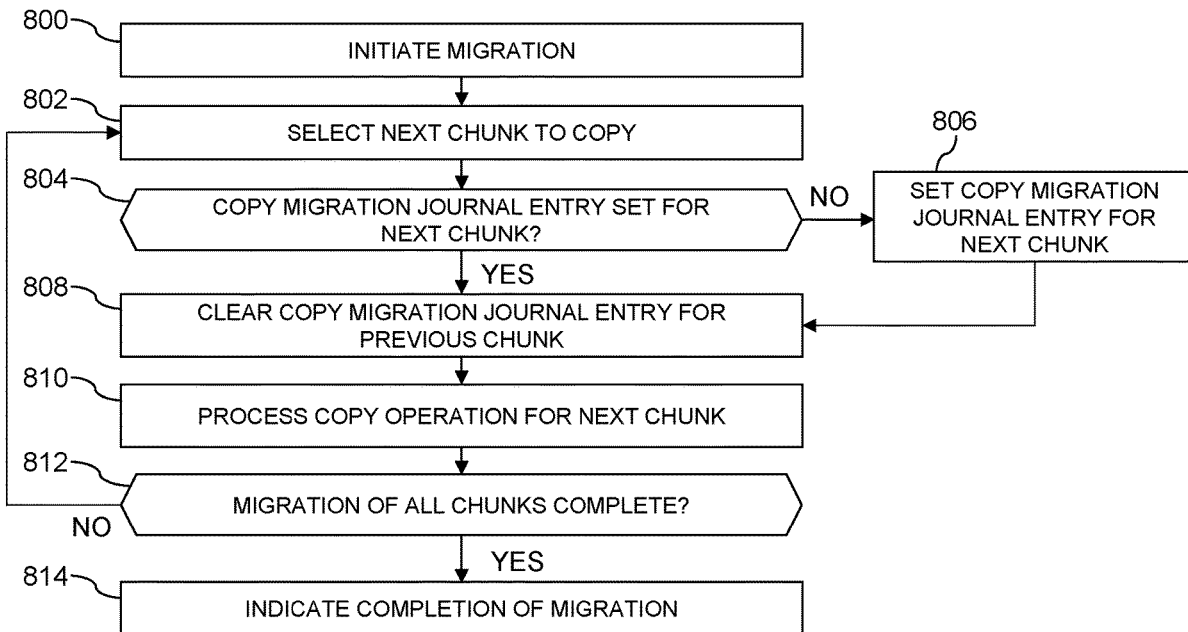 800
INITIATE MIGRATION
802
SELECT NEXT CHUNK TO COPY
804
COPY MIGRATION JOURNAL ENTRY SET FOR
NEXT CHUNK?
NO
806
SET COPY MIGRATION
JOURNAL ENTRY FOR
NEXT CHUNK
YES
808
CLEAR COPY MIGRATION JOURNAL ENTRY FOR
PREVIOUS CHUNK
810
PROCESS COPY OPERATION FOR NEXT CHUNK
812
MIGRATION OF ALL CHUNKS COMPLETE?
NO
YES
814
INDICATE COMPLETION OF MIGRATION